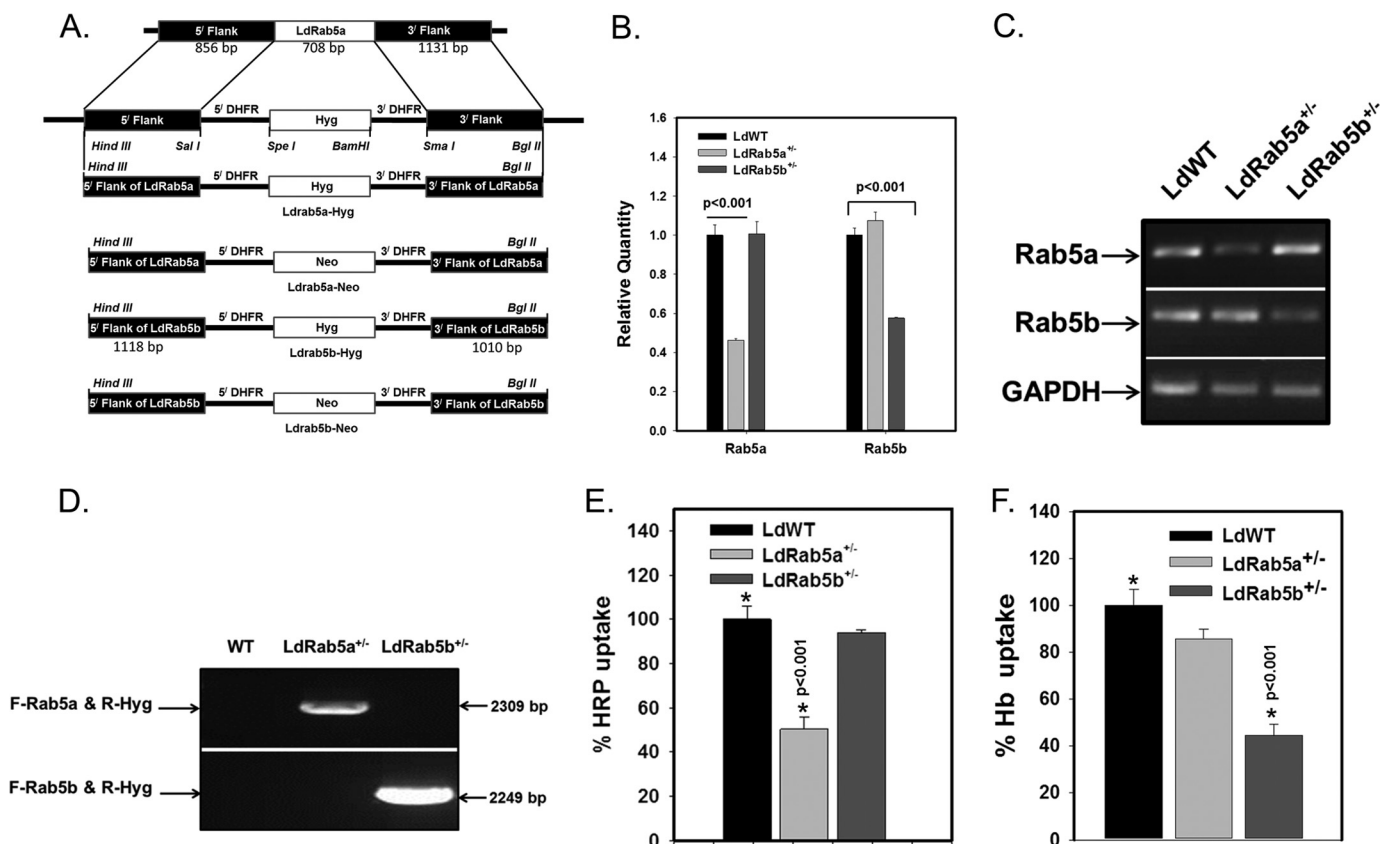 A.
5/ Flank LdRab5a 3/ Flank
856 bp 708 bp 1131 bp
5/ DHFR 3/ DHFR
5/ Flank Hyg 3/ Flank
Hind III Sal I Spe I BamHI Sma I Bgl II
Hind III Bgl II
5/ DHFR 3/ DHFR
5/ Flank of LdRab5a Hyg 3/ Flank of LdRab5a
Ldrab5a-Hyg
Hind III Bgl II
5/ DHFR 3/ DHFR
5/ Flank of LdRab5a Neo 3/ Flank of LdRab5a
Ldrab5a-Neo
Hind III Bgl II
5/ DHFR 3/ DHFR
5/ Flank of LdRab5b Hyg 3/ Flank of LdRab5b
1118 bp Ldrab5b-Hyg 1010 bp
Hind III Bgl II
5/ DHFR 3/ DHFR
5/ Flank of LdRab5b Neo 3/ Flank of LdRab5b
Ldrab5b-Neo
B.
Relative Quantity
1.6
1.4
1.2
1.0
0.8
0.6
0.4
0.2
0.0
LdWT
LdRab5a+/-
LdRab5b+/-
p<0.001
p<0.001
Rab5a Rab5b
C.
LdWT LdRab5a+/- LdRab5b+/-
Rab5a
Rab5b
GAPDH
D.
WT LdRab5a+/- LdRab5b+/-
F-Rab5a & R-Hyg 2309 bp
F-Rab5b & R-Hyg 2249 bp
E.
% HRP uptake
140
120
100
80
60
40
20
0
LdWT
LdRab5a+/-
LdRab5b+/-
*
* p<0.001
F.
% Hb uptake
140
120
100
80
60
40
20
0
LdWT
LdRab5a+/-
LdRab5b+/-
*
* p<0.001